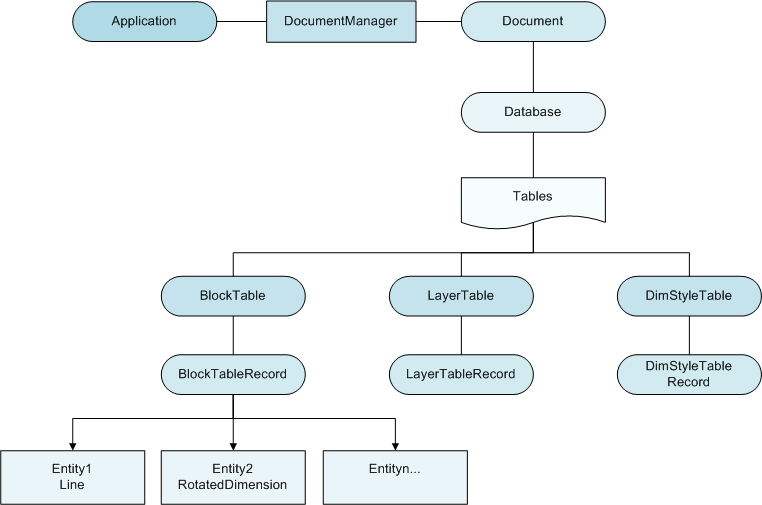 Application
DocumentManager
Document
Database
Tables
BlockTable
LayerTable
DimStyleTable
BlockTableRecord
LayerTableRecord
DimStyleTable
Record
Entity1
Line
Entity2
RotatedDimension
Entityn...